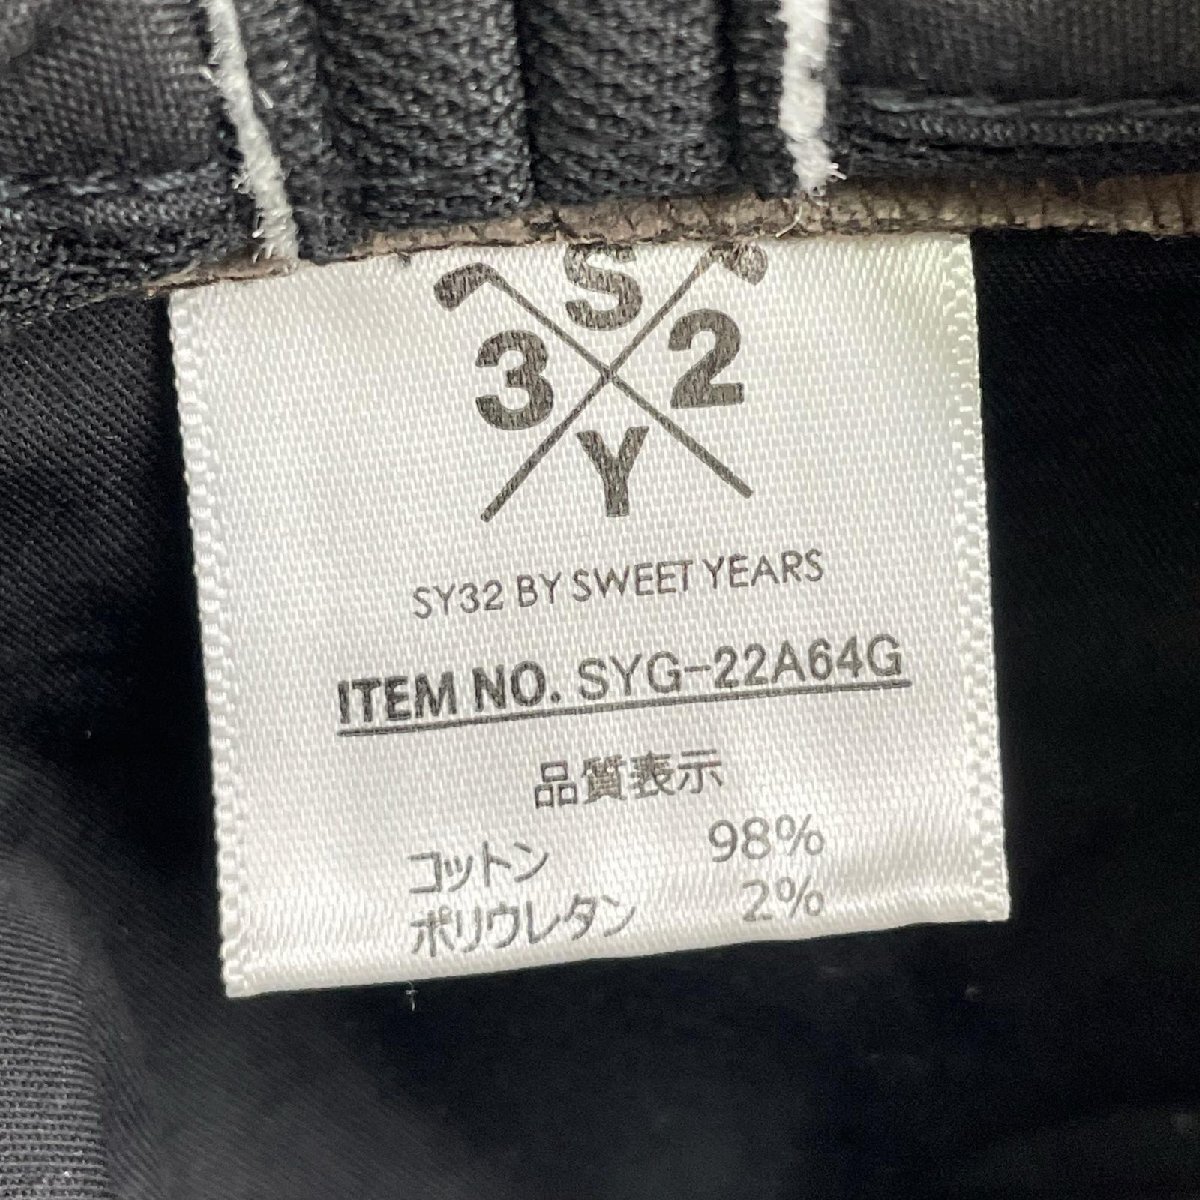 S
3 2
Y
SY32 BY SWEET YEARS
ITEM NO. SYG-22A64G
品質表示
コットン 98%
ポリウレタン 2%